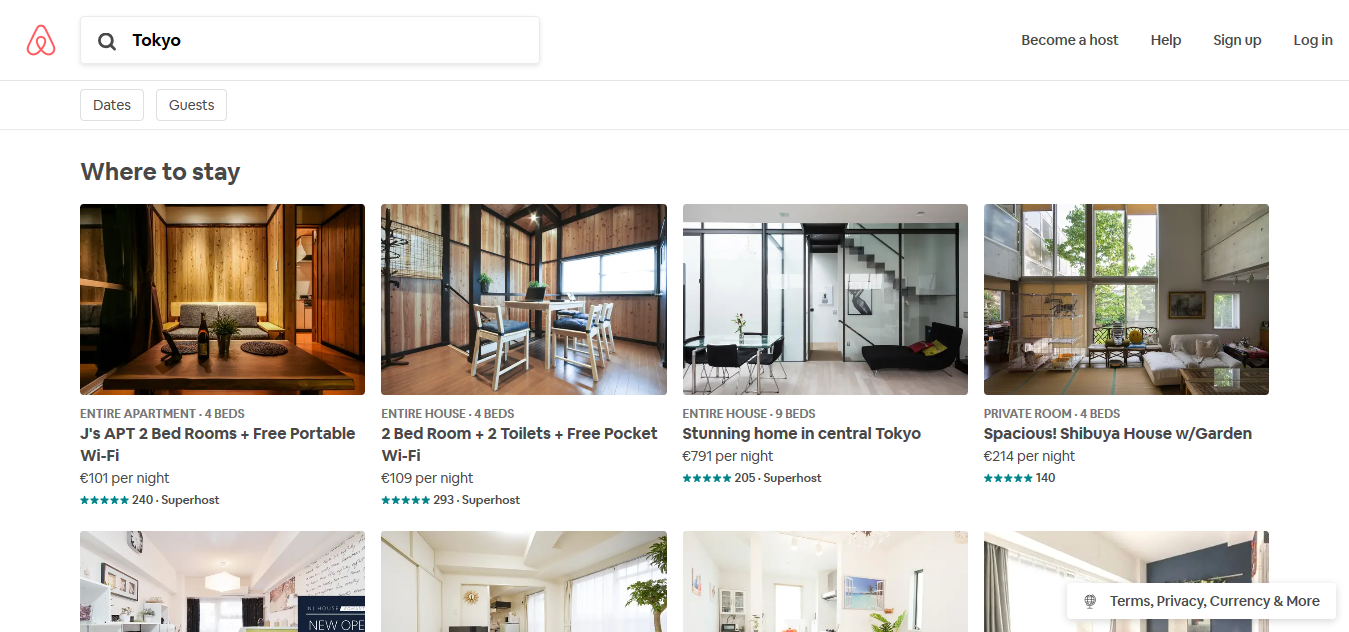 Tokyo
Become a host
Help
Sign up
Log in
Dates
Guests
Where to stay
ENTIRE APARTMENT · 4 BEDS
J's APT 2 Bed Rooms + Free Portable
Wi-Fi
€101 per night
240 · Superhost
ENTIRE HOUSE · 4 BEDS
2 Bed Room + 2 Toilets + Free Pocket
Wi-Fi
€109 per night
293 · Superhost
ENTIRE HOUSE · 9 BEDS
Stunning home in central Tokyo
€791 per night
205 · Superhost
PRIVATE ROOM · 4 BEDS
Spacious! Shibuya House w/Garden
€214 per night
140
NEW OPE
Terms, Privacy, Currency & More